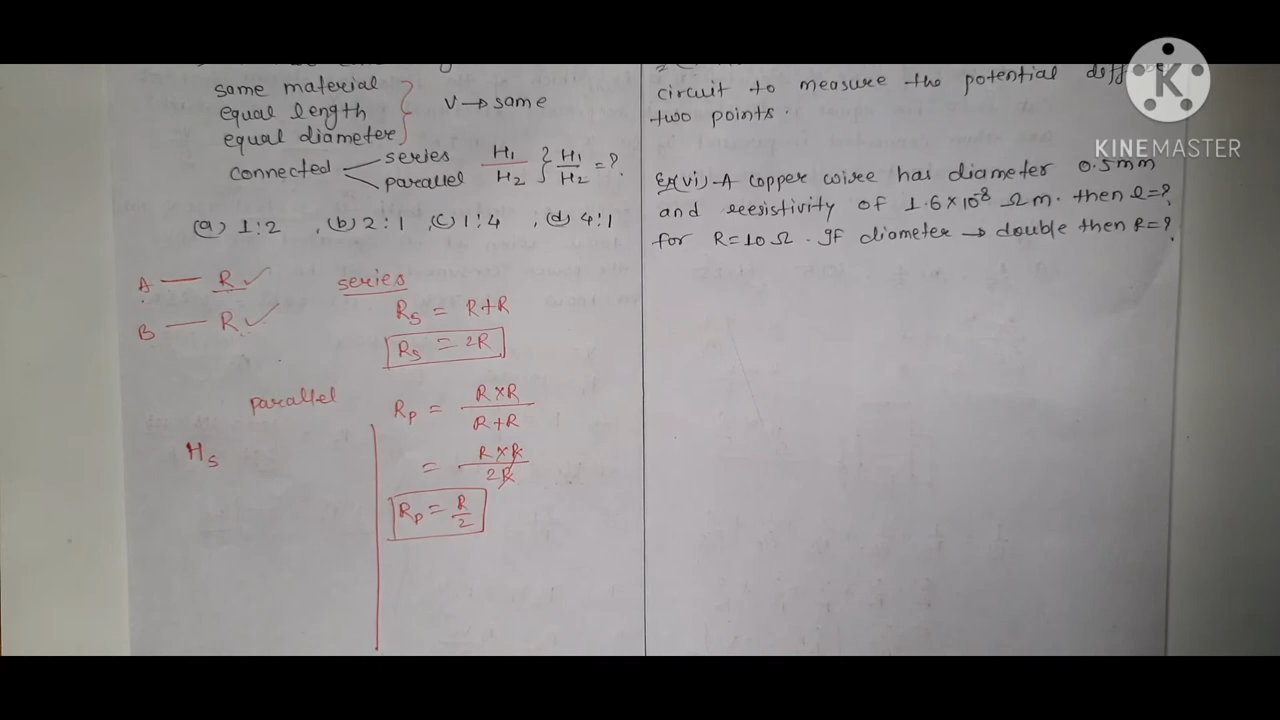 same material
equal length
equal diameter
V → same
connected
series
parallel
H₁/H₂ } H₁/H₂ = ?
(a) 1:2 , (b) 2:1 , (c) 1:4 , (d) 4:1
A — R ✓
B — R ✓
series
Rs = R+R
Rs = 2R
parallel
Rp = R×R / R+R
= R×R / 2R
Rp = R/2
Hs
circuit to measure the potential
two points.
Ex(vi)- A copper wire has diameter 0.5mm
and reesistivity of 1.6×10⁻⁸ Ωm. then l=?
for R=10Ω. If diameter → double then R=?
K
KINEMASTER